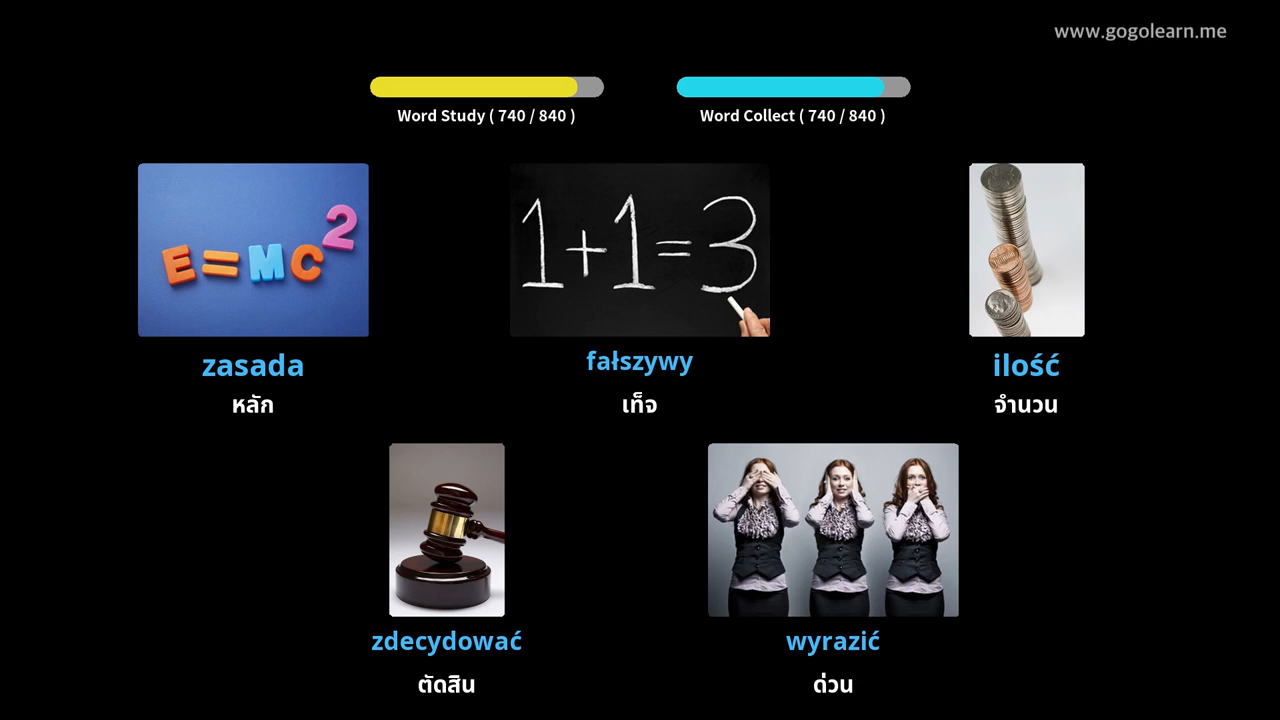 www.gogolearn.me
Word Study ( 740 / 840 )
Word Collect ( 740 / 840 )
E=MC2
1+1=3
zasada
fałszywy
ilość
หลัก
เท็จ
จำนวน
zdecydować
wyrazić
ตัดสิน
ด่วน